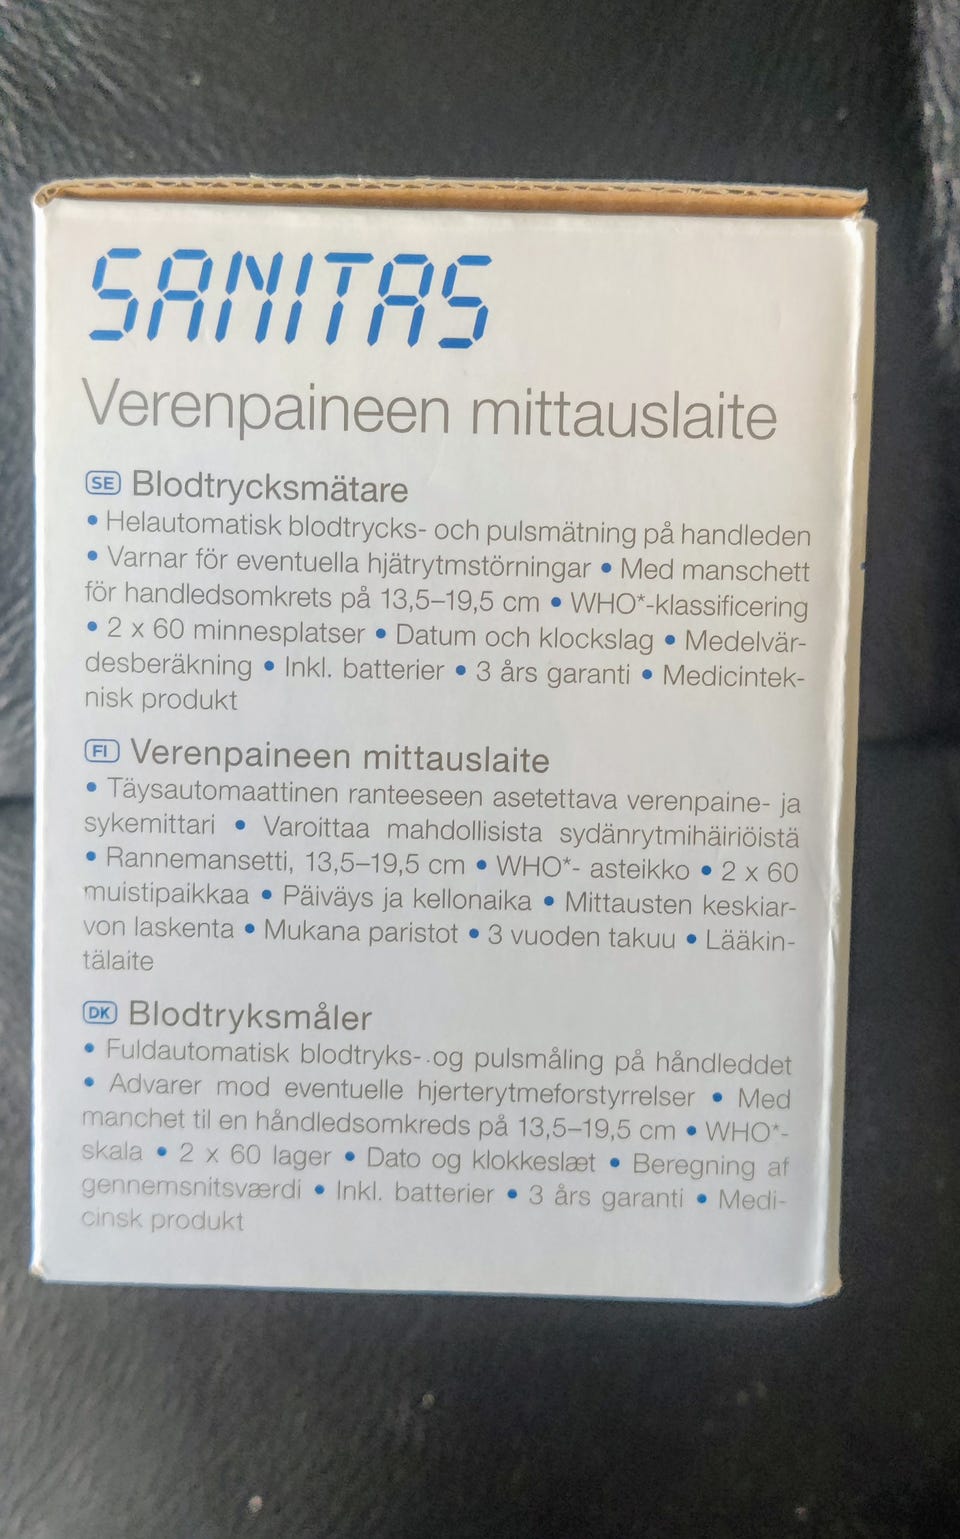 SANITAS
Verenpaineen mittauslaite
SE Blodtrycksmätare
• Helautomatisk blodtrycks- och pulsmätning på handleden
• Varnar för eventuella hjätrytmstörningar • Med manschett
för handledsomkrets på 13,5–19,5 cm • WHO*-klassificering
• 2 x 60 minnesplatser • Datum och klockslag • Medelvär-
desberäkning • Inkl. batterier • 3 års garanti • Medicintek-
nisk produkt
FI Verenpaineen mittauslaite
• Täysautomaattinen ranteeseen asetettava verenpaine- ja
sykemittari • Varoittaa mahdollisista sydänrytmihäiriöistä
• Rannemansetti, 13,5–19,5 cm • WHO*- asteikko • 2 x 60
muistipaikkaa • Päiväys ja kellonaika • Mittausten keskiar-
von laskenta • Mukana paristot • 3 vuoden takuu • Lääkin-
tälaite
DK Blodtryksmåler
• Fuldautomatisk blodtryks- og pulsmåling på håndleddet
• Advarer mod eventuelle hjerterytmeforstyrrelser • Med
manchet til en håndledsomkreds på 13,5–19,5 cm • WHO*-
skala • 2 x 60 lager • Dato og klokkeslæt • Beregning af
gennemsnitsværdi • Inkl. batterier • 3 års garanti • Medi-
cinsk produkt